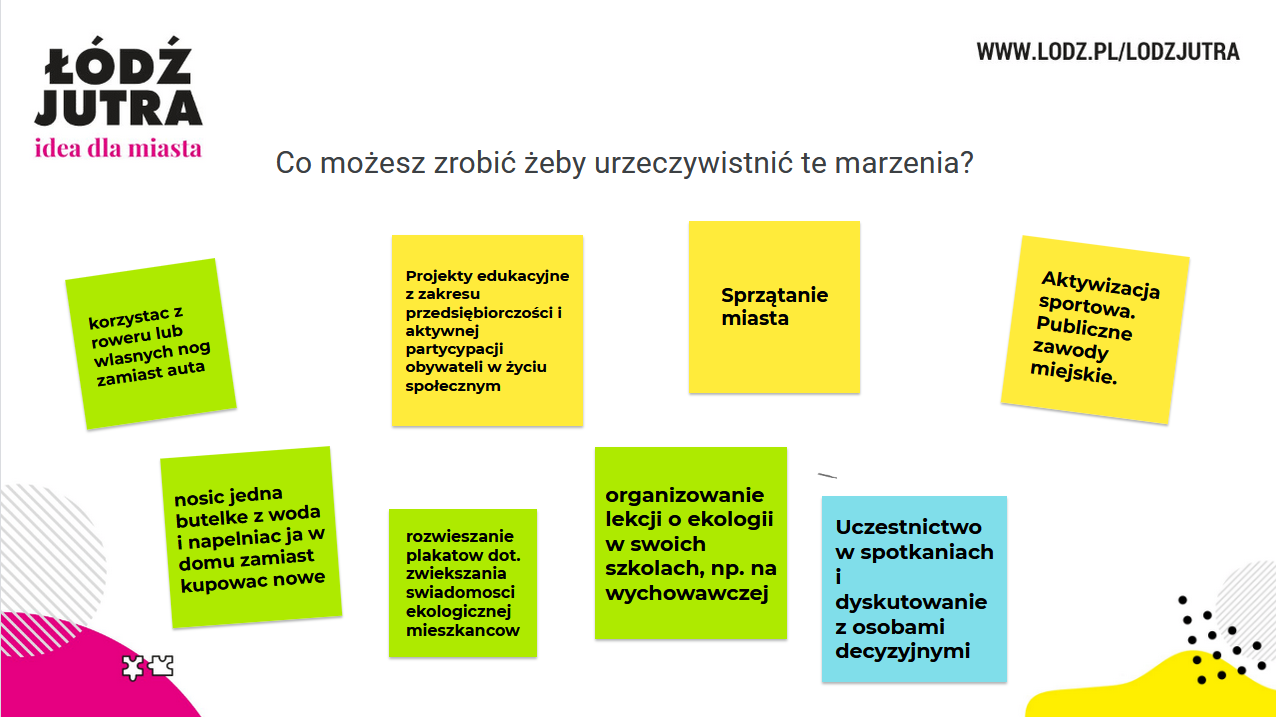 ŁÓDŹ
JUTRA
idea dla miasta
WWW.LODZ.PL/LODZJUTRA
Co możesz zrobić żeby urzeczywistnić te marzenia?
korzystac z
roweru lub
wlasnych nog
zamiast auta
Projekty edukacyjne
z zakresu
przedsiębiorczości i
aktywnej
partycypacji
obywateli w życiu
społecznym
Sprzątanie
miasta
Aktywizacja
sportowa.
Publiczne
zawody
miejskie.
nosic jedna
butelke z woda
i napelniac ja w
domu zamiast
kupowac nowe
rozwieszanie
plakatow dot.
zwiekszania
swiadomosci
ekologicznej
mieszkancow
organizowanie
lekcji o ekologii
w swoich
szkolach, np. na
wychowawczej
Uczestnictwo
w spotkaniach
i
dyskutowanie
z osobami
decyzyjnymi